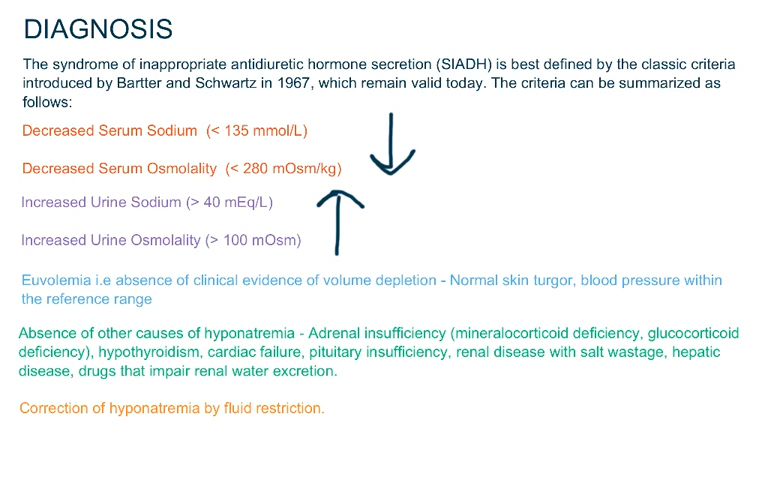 DIAGNOSIS
The syndrome of inappropriate antidiuretic hormone secretion (SIADH) is best defined by the classic criteria
introduced by Bartter and Schwartz in 1967, which remain valid today. The criteria can be summarized as
follows:
Decreased Serum Sodium (< 135 mmol/L)
Decreased Serum Osmolality (< 280 mOsm/kg)
Increased Urine Sodium (> 40 mEq/L)
Increased Urine Osmolality (> 100 mOsm)
Euvolemia i.e absence of clinical evidence of volume depletion - Normal skin turgor, blood pressure within
the reference range
Absence of other causes of hyponatremia - Adrenal insufficiency (mineralocorticoid deficiency, glucocorticoid
deficiency), hypothyroidism, cardiac failure, pituitary insufficiency, renal disease with salt wastage, hepatic
disease, drugs that impair renal water excretion.
Correction of hyponatremia by fluid restriction.